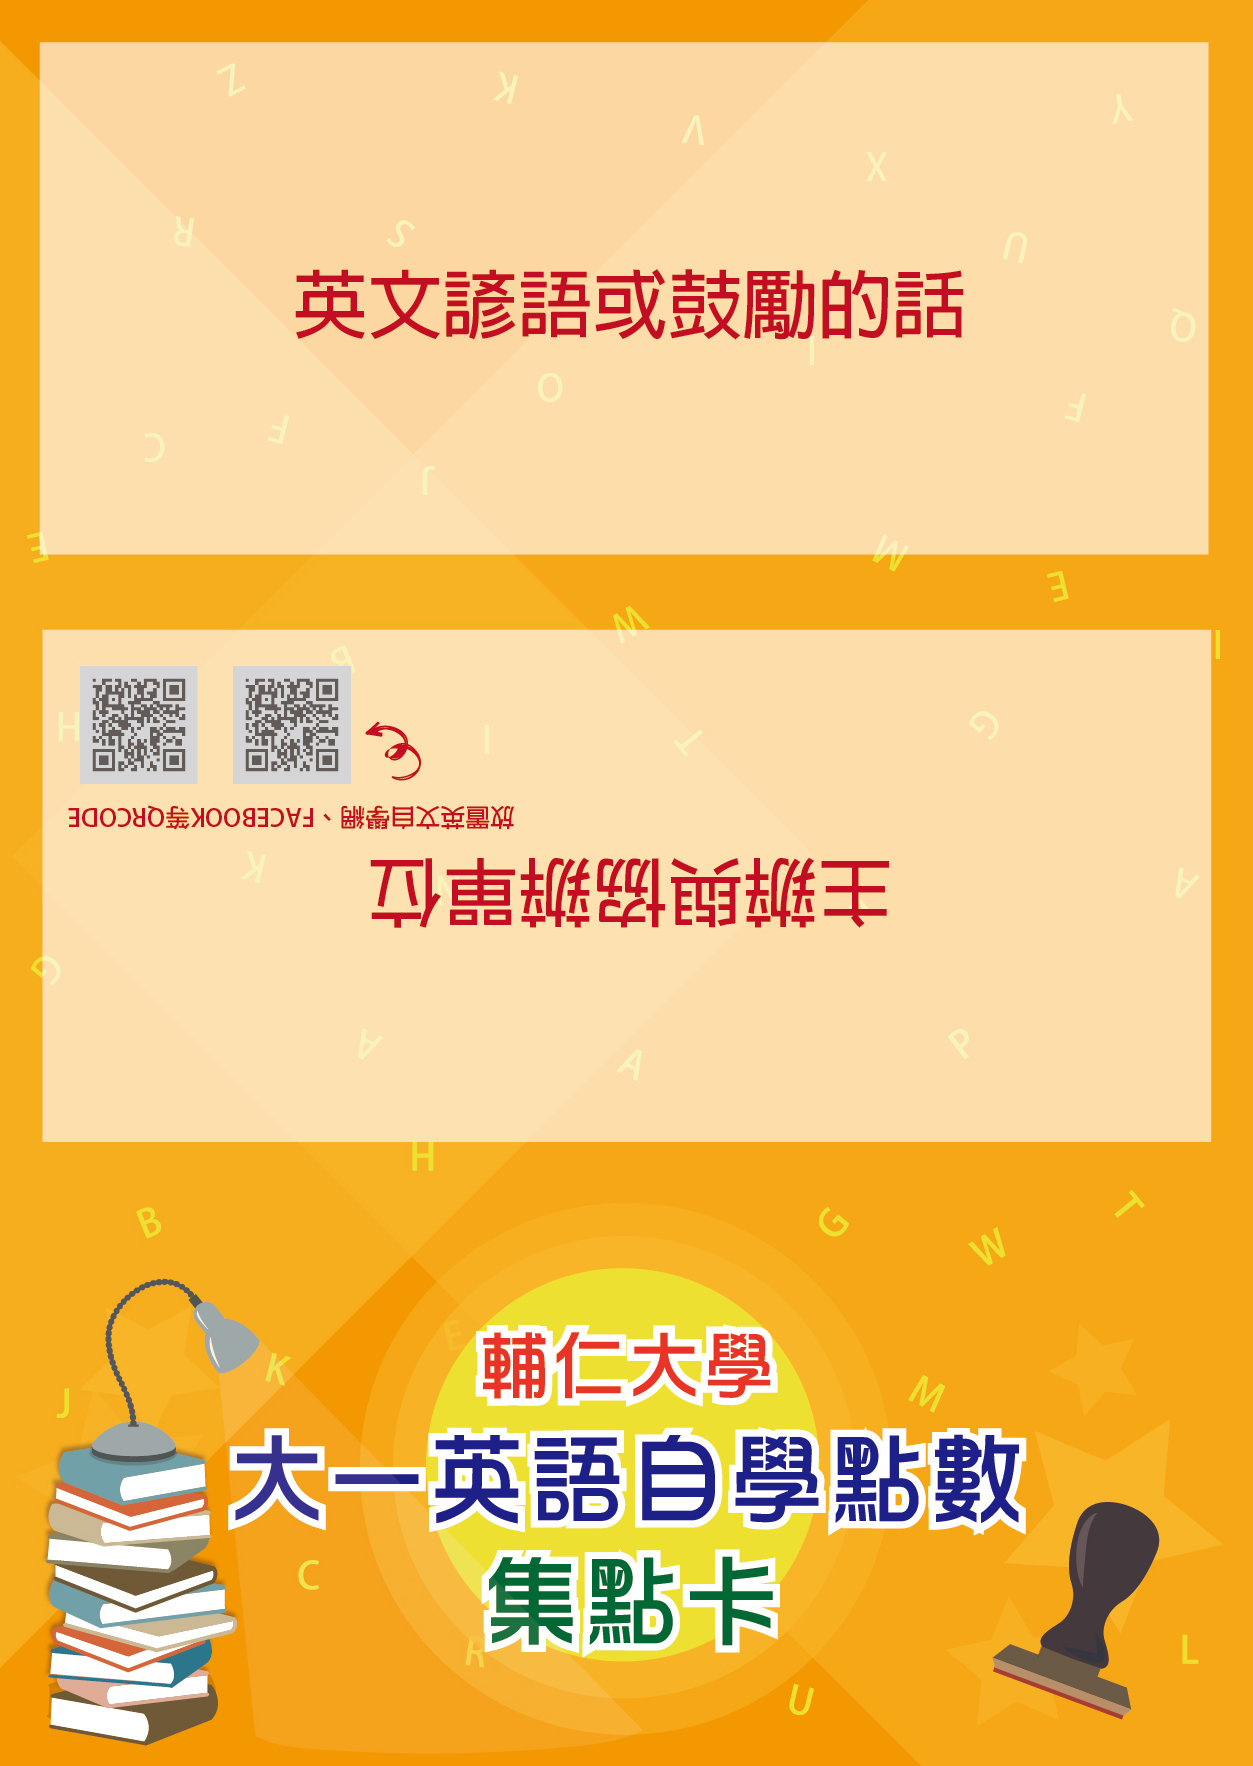 英文諺語或鼓勵的話
放置英文自學網、FACEBOOK等QRCODE
主辦與協辦單位
輔仁大學
大一英語自學點數
集點卡